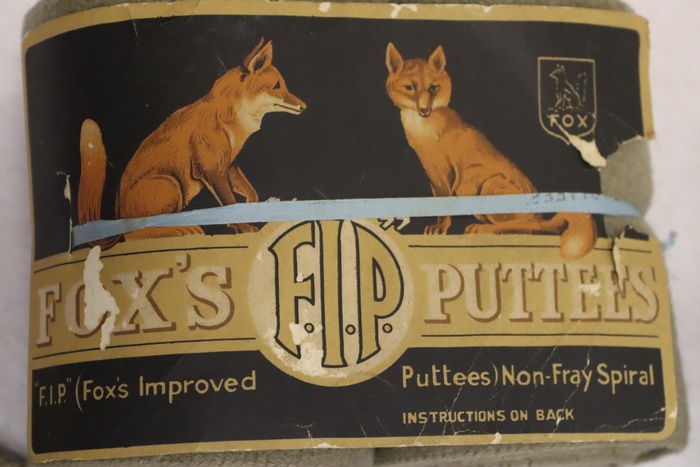 FOX
FOX'S F.I.P. PUTTEES
"F.I.P." (Fox's Improved Puttees) Non-Fray Spiral
INSTRUCTIONS ON BACK